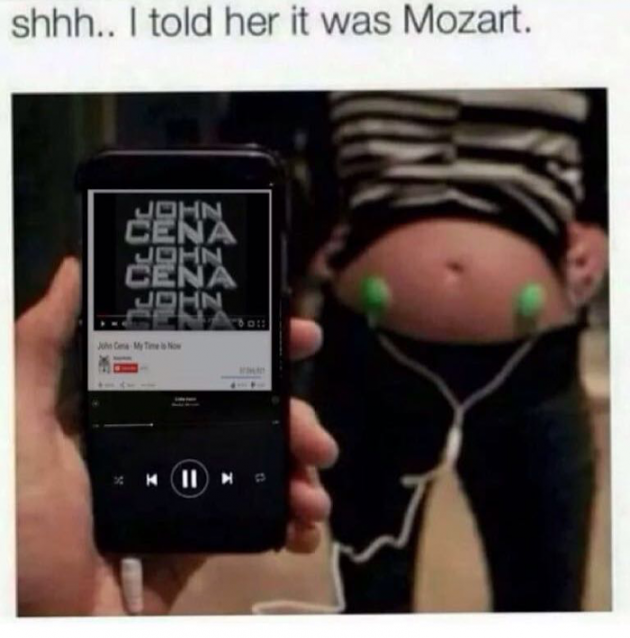 shhh.. I told her it was Mozart.
JOHN
CENA
JOHN
CENA
JOHN
CENA
John Cena - My Time Is Now